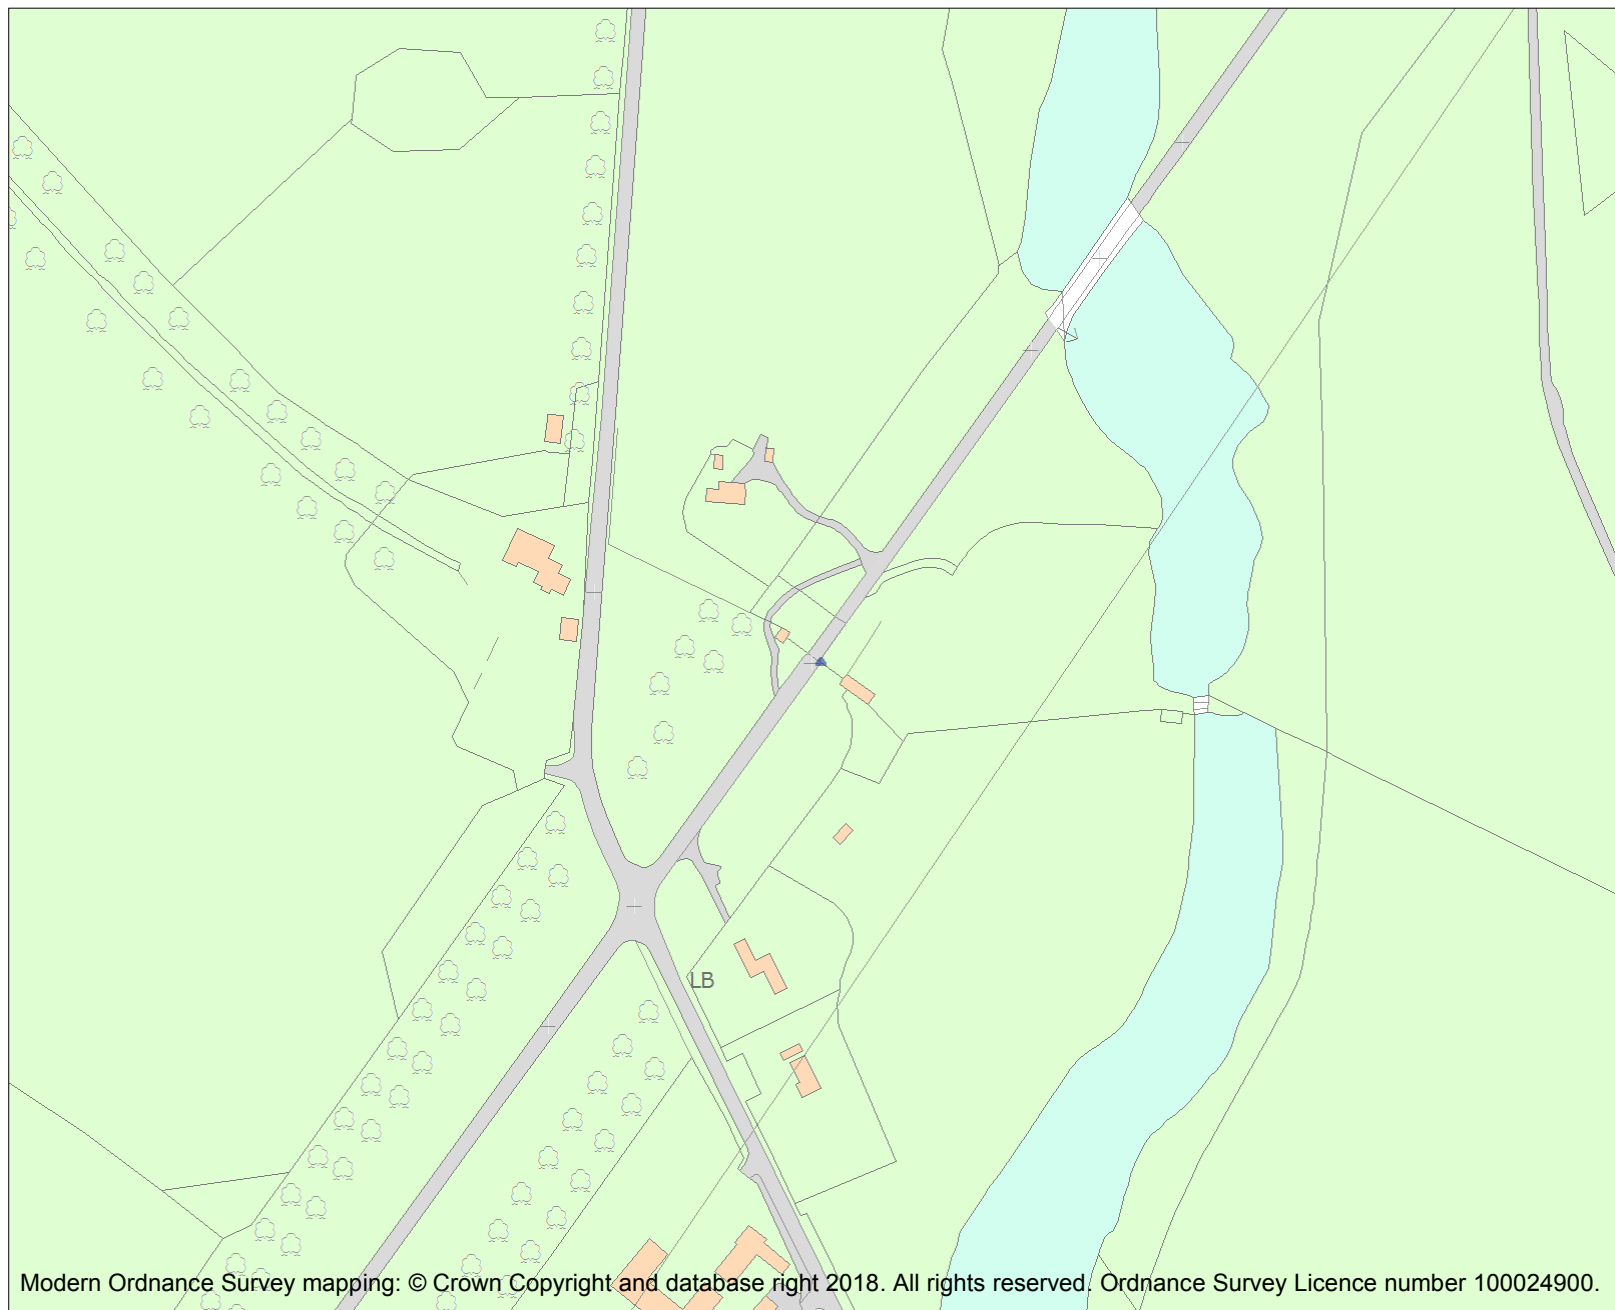 LB
Modern Ordnance Survey mapping: © Crown Copyright and database right 2018. All rights reserved. Ordnance Survey Licence number 100024900.